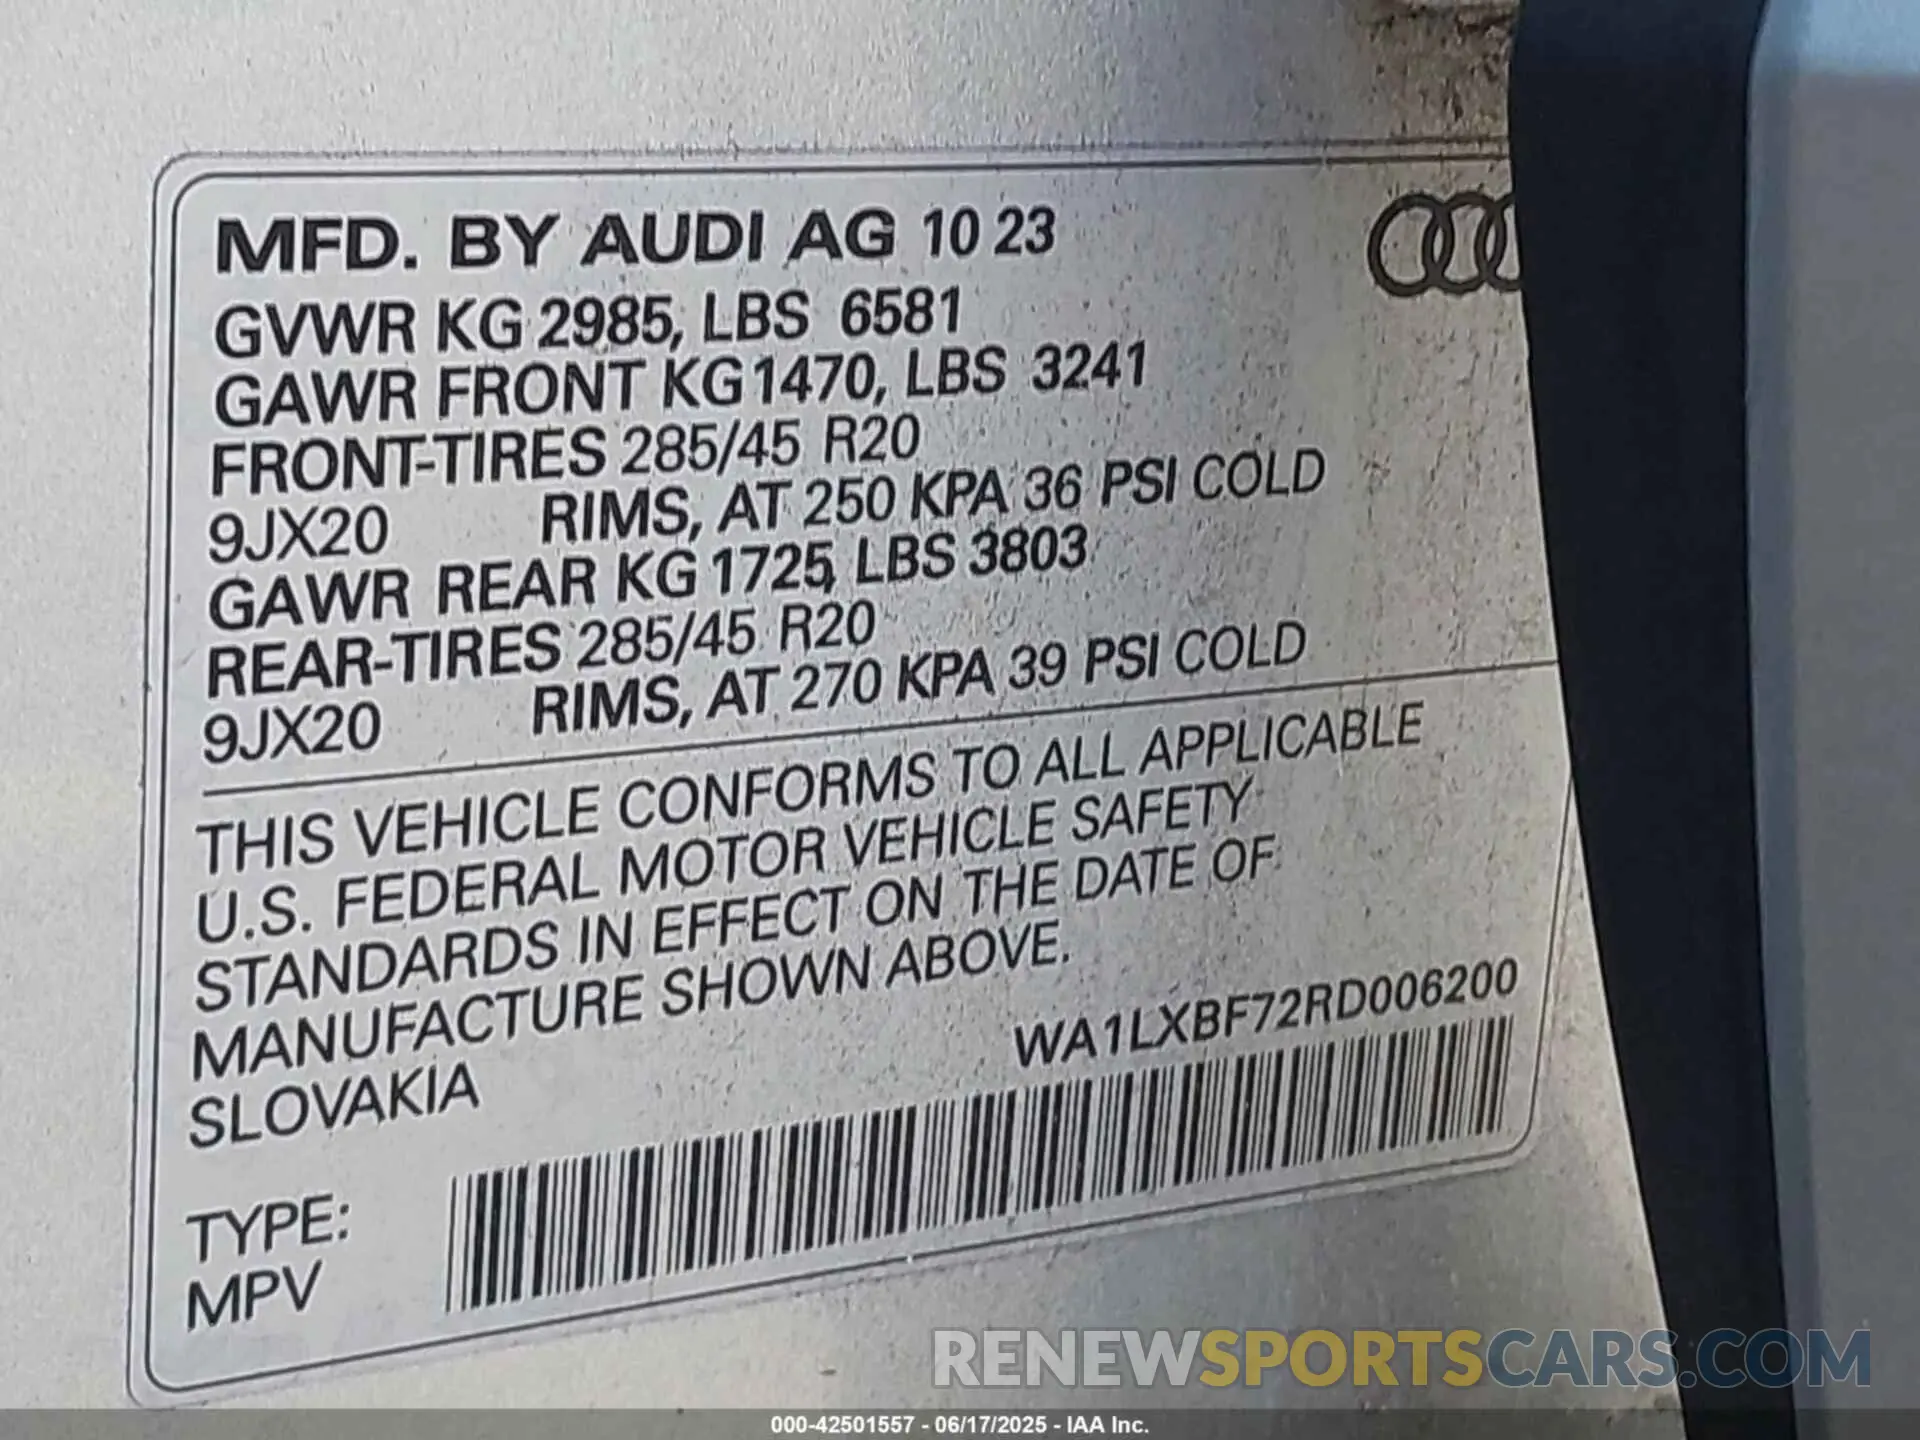 MFD. BY AUDI AG 10 23
GVWR KG 2985, LBS 6581
GAWR FRONT KG 1470, LBS 3241
FRONT-TIRES 285/45 R20
9JX20 RIMS, AT 250 KPA 36 PSI COLD
GAWR REAR KG 1725, LBS 3803
REAR-TIRES 285/45 R20
9JX20 RIMS, AT 270 KPA 39 PSI COLD
THIS VEHICLE CONFORMS TO ALL APPLICABLE
U.S. FEDERAL MOTOR VEHICLE SAFETY
STANDARDS IN EFFECT ON THE DATE OF
MANUFACTURE SHOWN ABOVE.
SLOVAKIA
WA1LXBF72RD006200
TYPE:
MPV
RENEWSPORTSCARS.COM
000-42501557 - 06/17/2025 - IAA Inc.